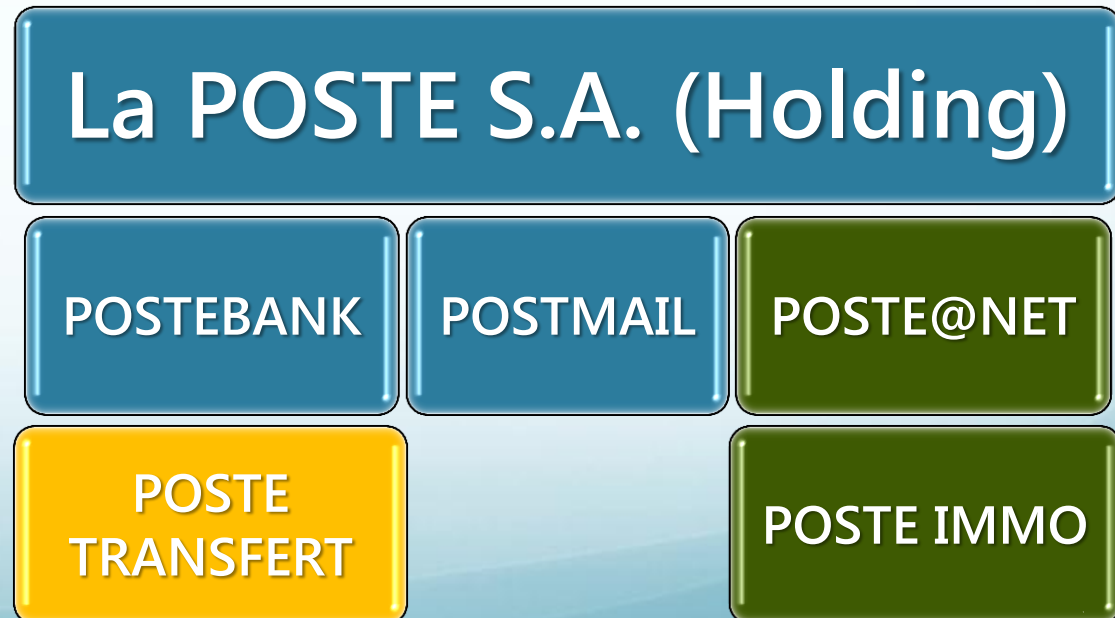 La POSTE S.A. (Holding)
POSTEBANK
POSTMAIL
POSTE@NET
POSTE
TRANSFERT
POSTE IMMO